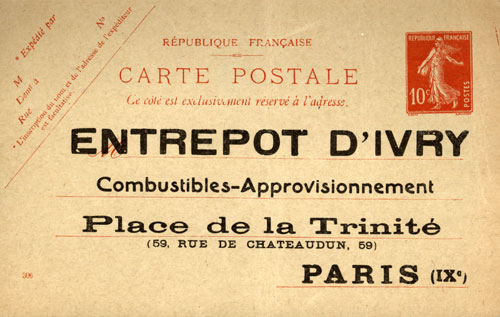 * Expédié par
N°
M
Demt à
Rue
* L'inscription du nom et de l'adresse de l'expéditeur
est facultative.
RÉPUBLIQUE FRANÇAISE
CARTE POSTALE
Ce côté est exclusivement réservé à l'adresse.
REPUBLIQUE FRANÇAISE
10c
POSTES
M
ENTREPOT D'IVRY
Combustibles-Approvisionnement
Place de la Trinité
(59, RUE DE CHATEAUDUN, 59)
PARIS (IXe)